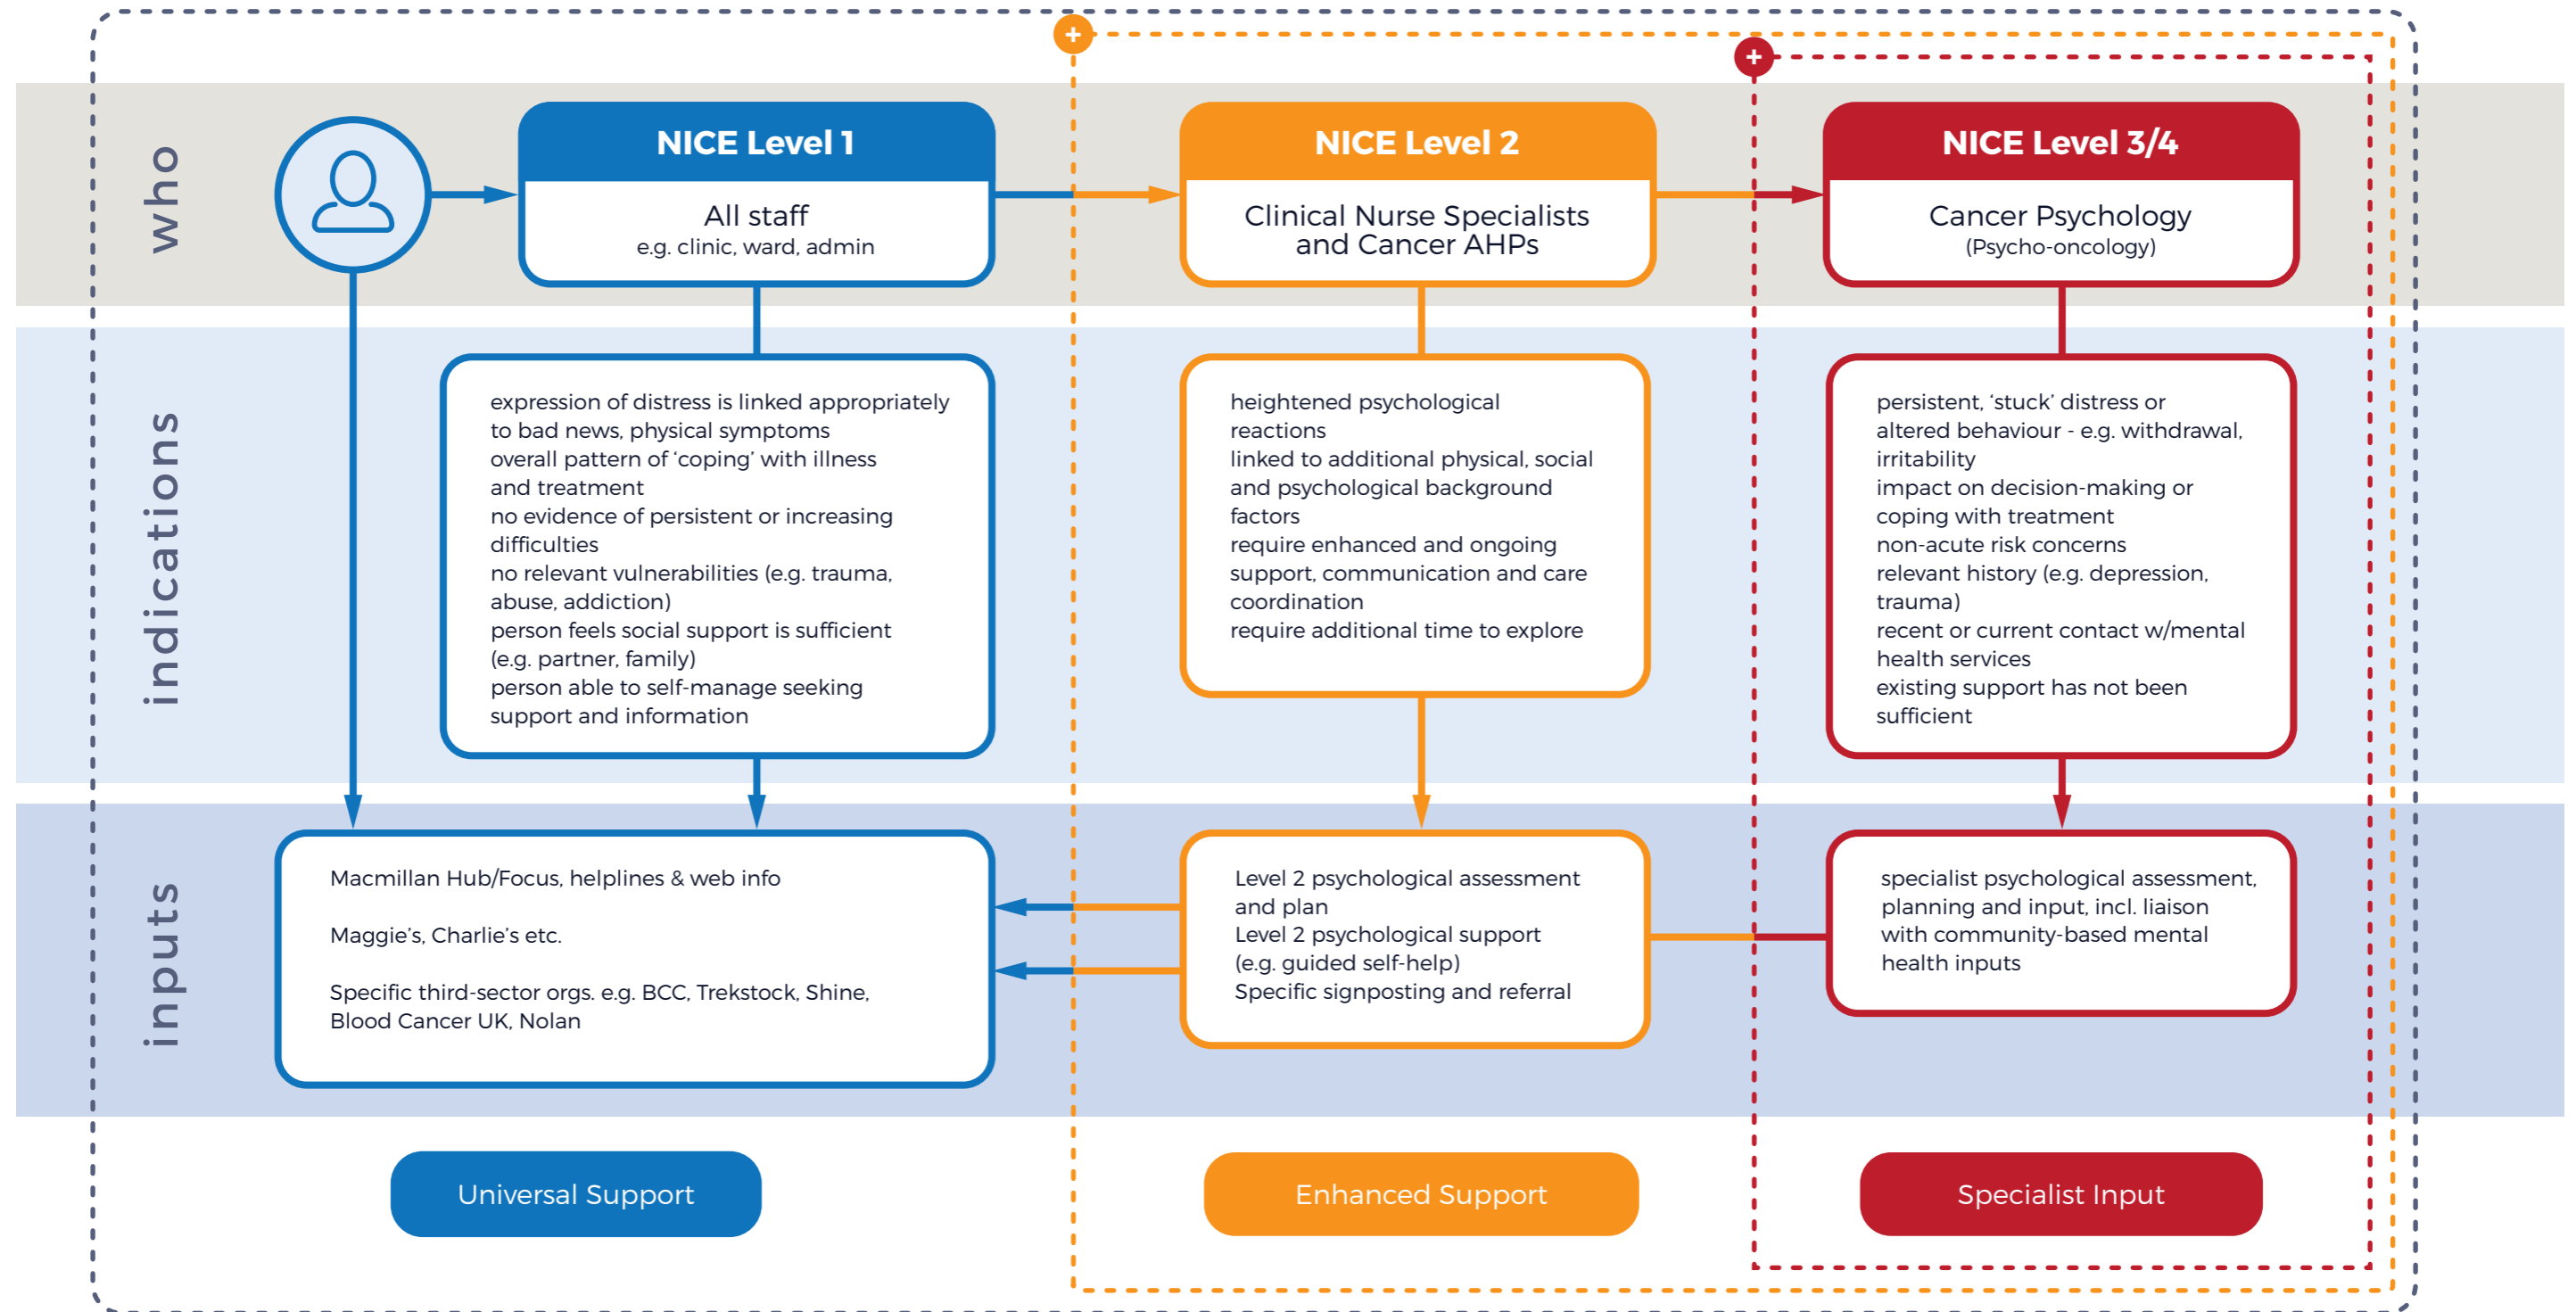 +
+
who
NICE Level 1
All staff
e.g. clinic, ward, admin
NICE Level 2
Clinical Nurse Specialists
and Cancer AHPs
NICE Level 3/4
Cancer Psychology
(Psycho-oncology)
indications
expression of distress is linked appropriately
to bad news, physical symptoms
overall pattern of ‘coping’ with illness
and treatment
no evidence of persistent or increasing
difficulties
no relevant vulnerabilities (e.g. trauma,
abuse, addiction)
person feels social support is sufficient
(e.g. partner, family)
person able to self-manage seeking
support and information
heightened psychological
reactions
linked to additional physical, social
and psychological background
factors
require enhanced and ongoing
support, communication and care
coordination
require additional time to explore
persistent, ‘stuck’ distress or
altered behaviour - e.g. withdrawal,
irritability
impact on decision-making or
coping with treatment
non-acute risk concerns
relevant history (e.g. depression,
trauma)
recent or current contact w/mental
health services
existing support has not been
sufficient
inputs
Macmillan Hub/Focus, helplines & web info
Maggie’s, Charlie’s etc.
Specific third-sector orgs. e.g. BCC, Trekstock, Shine,
Blood Cancer UK, Nolan
Level 2 psychological assessment
and plan
Level 2 psychological support
(e.g. guided self-help)
Specific signposting and referral
specialist psychological assessment,
planning and input, incl. liaison
with community-based mental
health inputs
Universal Support
Enhanced Support
Specialist Input